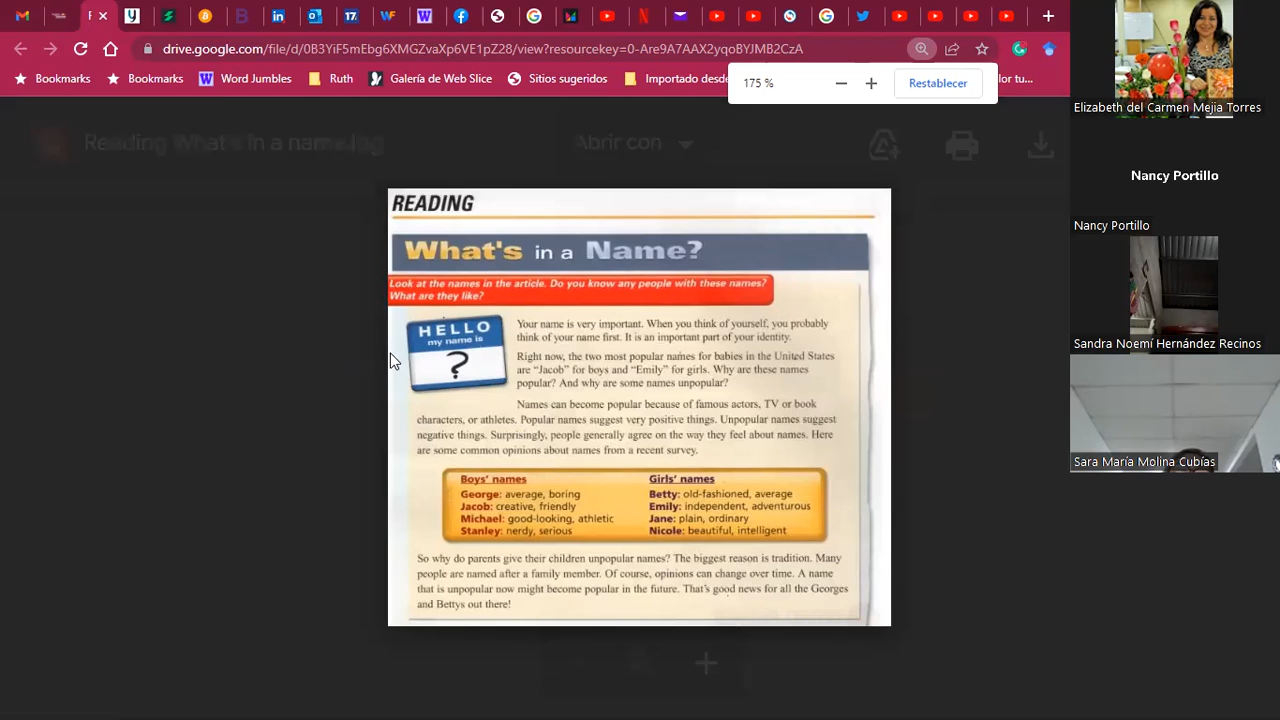 drive.google.com/file/d/0B3YiF5mEbg6XMGZvaXp6VE1pZ28/view?resourcekey=0-Are9A7AAX2yqoBYJMB2CzA
Bookmarks Bookmarks Word Jumbles Ruth Galería de Web Slice Sitios sugeridos Importado desde
175 % Restablecer
Reading What's in a name.jpg Abrir con
READING
What's in a Name?
Look at the names in the article. Do you know any people with these names?
What are they like?
HELLO
my name is
?
Your name is very important. When you think of yourself, you probably
think of your name first. It is an important part of your identity.
Right now, the two most popular names for babies in the United States
are “Jacob” for boys and “Emily” for girls. Why are these names
popular? And why are some names unpopular?
Names can become popular because of famous actors, TV or book
characters, or athletes. Popular names suggest very positive things. Unpopular names suggest
negative things. Surprisingly, people generally agree on the way they feel about names. Here
are some common opinions about names from a recent survey.
Boys' names
George: average, boring
Jacob: creative, friendly
Michael: good-looking, athletic
Stanley: nerdy, serious
Girls' names
Betty: old-fashioned, average
Emily: independent, adventurous
Jane: plain, ordinary
Nicole: beautiful, intelligent
So why do parents give their children unpopular names? The biggest reason is tradition. Many
people are named after a family member. Of course, opinions can change over time. A name
that is unpopular now might become popular in the future. That's good news for all the Georges
and Bettys out there!
Elizabeth del Carmen Mejia Torres
Nancy Portillo
Nancy Portillo
Sandra Noemí Hernández Recinos
Sara María Molina Cubías